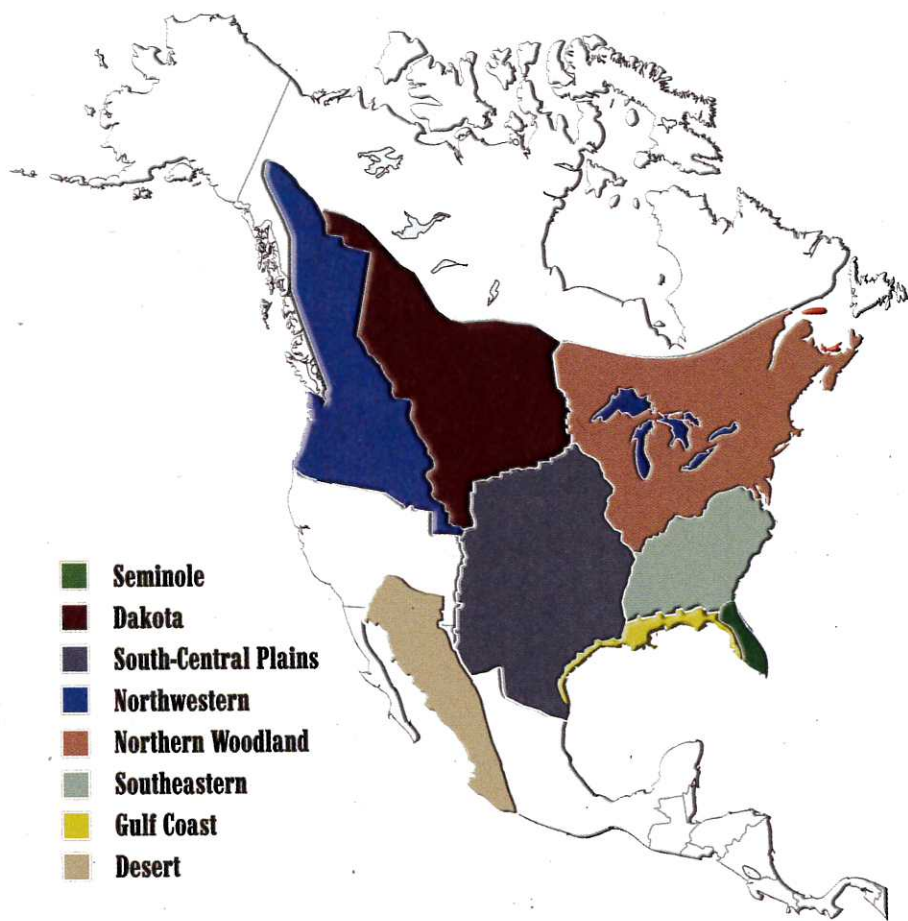 Seminole
Dakota
South-Central Plains
Northwestern
Northern Woodland
Southeastern
Gulf Coast
Desert